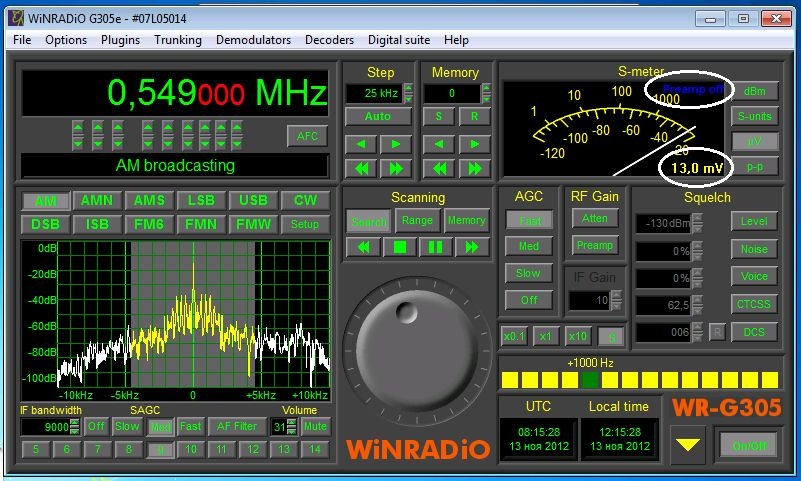 WiNRADiO G305e - #07L05014
File Options Plugins Trunking Demodulators Decoders Digital suite Help
0,549000 MHz
AFC
AM broadcasting
Step
25 kHz
Auto
Memory
0
S R
S-meter
Preamp off
1 10 100 1000
-120 -100 -80 -60 -40 -20
13,0 mV
dBm
S-units
µV
p-p
AM AMN AMS LSB USB CW
DSB ISB FM6 FMN FMW Setup
0dB
-20dB
-40dB
-60dB
-80dB
-100dB
-10kHz -5kHz 0 +5kHz +10kHz
IF bandwidth SAGC Volume
9000 Off Slow Med Fast AF Filter 31 Mute
5 6 7 8 9 10 11 12 13 14
Scanning
Search Range Memory
WiNRADiO
AGC
Fast
Med
Slow
Off
RF Gain
Atten
Preamp
IF Gain
10
x0.1 x1 x10 S
Squelch
-130dBm Level
0% Noise
0% Voice
62,5 CTCSS
006 R DCS
+1000 Hz
UTC
08:15:28
13 ноя 2012
Local time
12:15:28
13 ноя 2012
WR-G305
On/Off